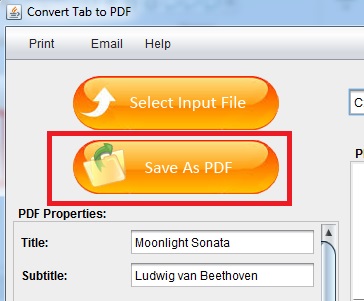 Convert Tab to PDF
Print Email Help
Select Input File
Save As PDF
PDF Properties:
Title: Moonlight Sonata
Subtitle: Ludwig van Beethoven